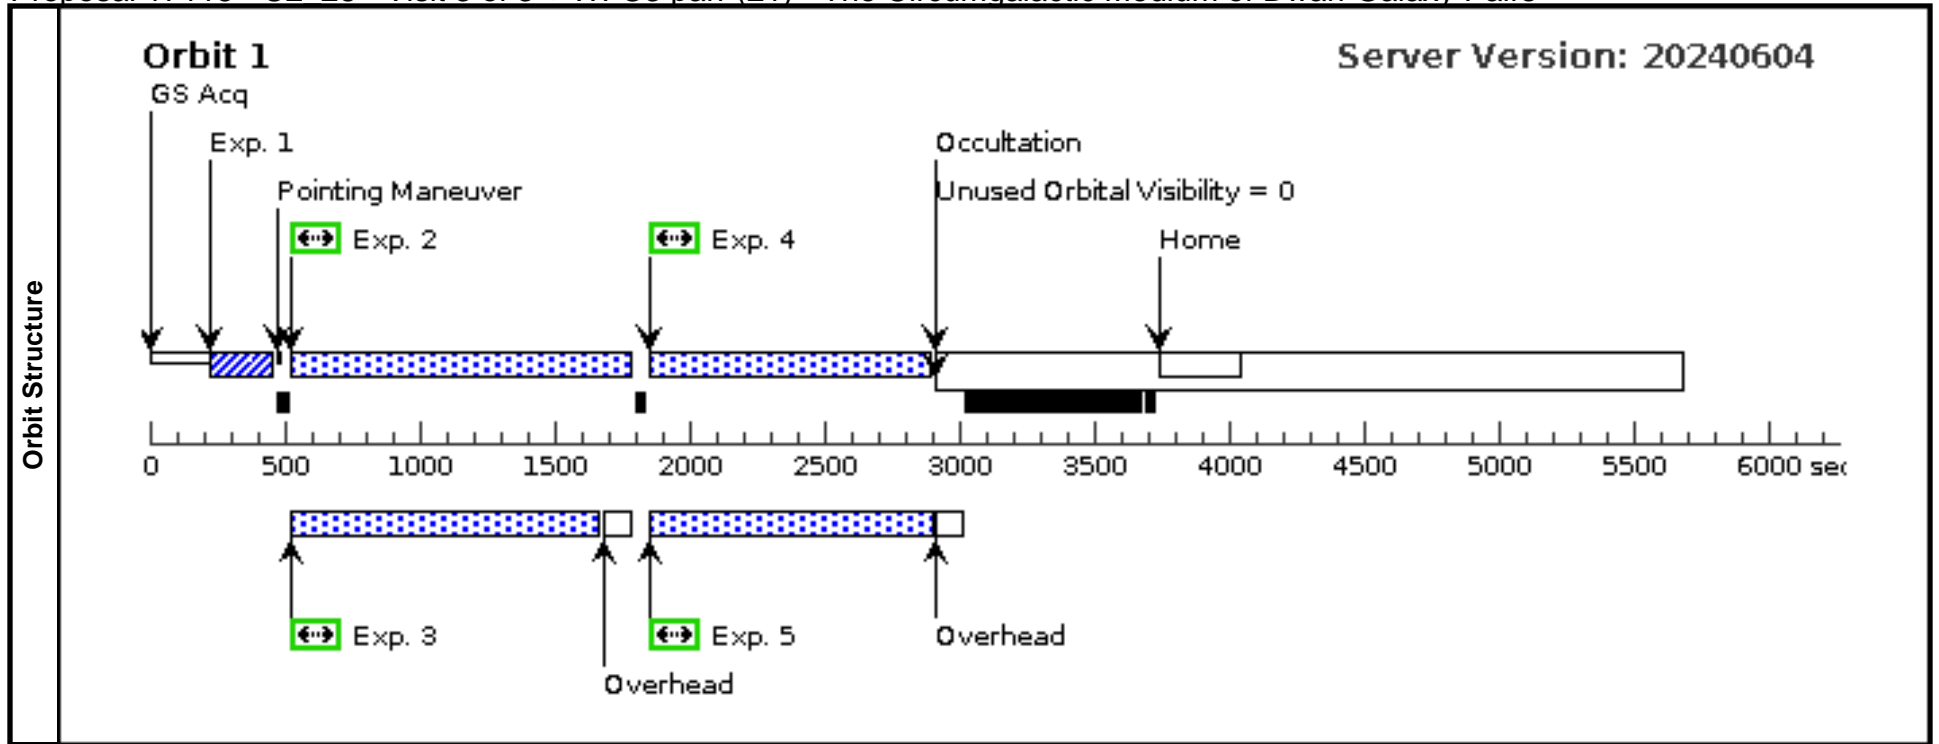 Orbit 1
Server Version: 20240604
GS Acq
Exp. 1
Occultation
Pointing Maneuver
Unused Orbital Visibility = 0
Exp. 2
Exp. 4
Home
Orbit Structure
0 500 1000 1500 2000 2500 3000 3500 4000 4500 5000 5500 6000
Exp. 3
Exp. 5
Overhead
Overhead